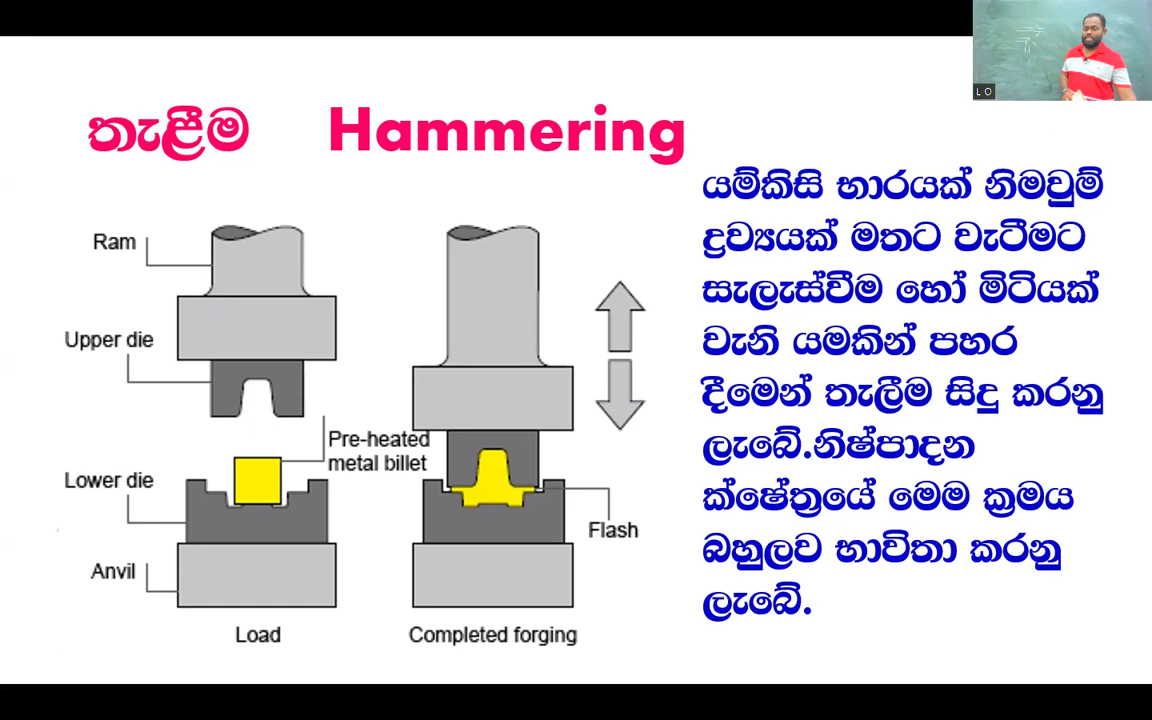 L O
තැළීම Hammering
යම්කිසි භාරයක් නිමවුම්
ද්‍රව්‍යයක් මතට වැටීමට
සැලැස්වීම හෝ මිටියක්
වැනි යමකින් පහර
දීමෙන් තැලීම සිදු කරනු
ලැබේ.නිෂ්පාදන
ක්ෂේත්‍රයේ මෙම ක්‍රමය
බහුලව භාවිතා කරනු
ලැබේ.
Ram
Upper die
Pre-heated
metal billet
Lower die
Anvil
Load
Flash
Completed forging